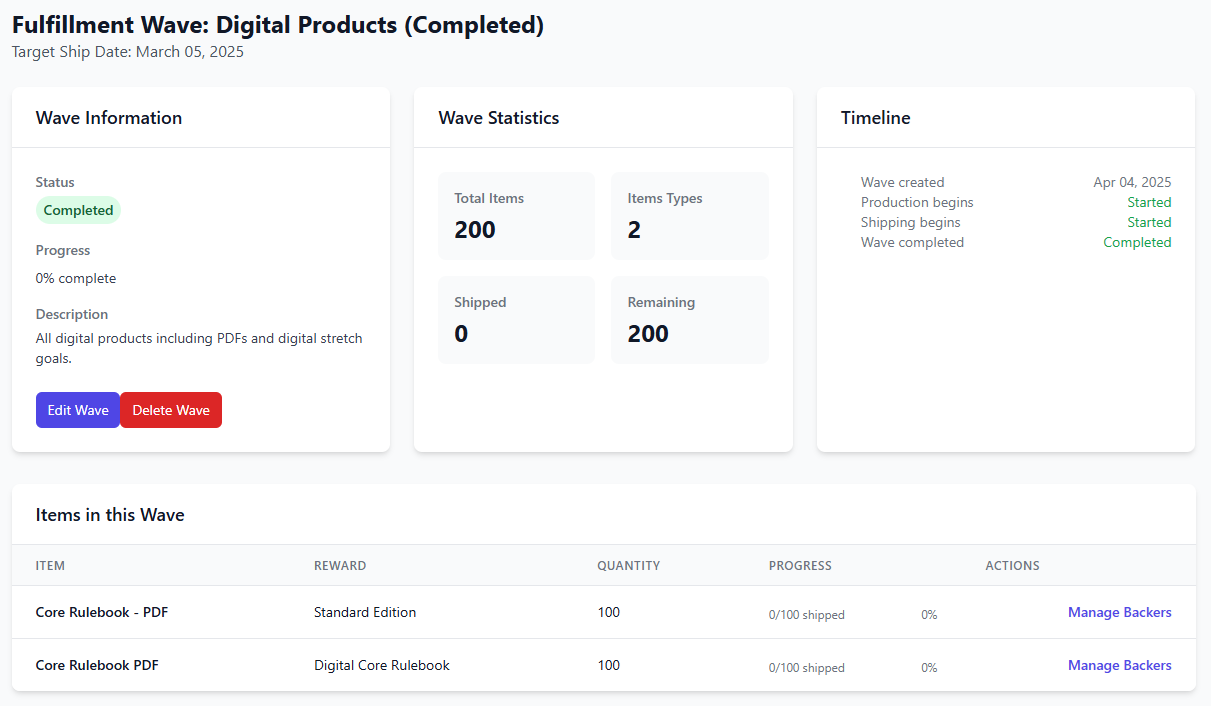 Fulfillment Wave: Digital Products (Completed)
Target Ship Date: March 05, 2025
Wave Information
Status
Completed
Progress
0% complete
Description
All digital products including PDFs and digital stretch
goals.
Edit Wave Delete Wave
Wave Statistics
Total Items
200
Items Types
2
Shipped
0
Remaining
200
Timeline
Wave created Apr 04, 2025
Production begins Started
Shipping begins Started
Wave completed Completed
Items in this Wave
ITEM REWARD QUANTITY PROGRESS ACTIONS
Core Rulebook - PDF Standard Edition 100 0/100 shipped 0% Manage Backers
Core Rulebook PDF Digital Core Rulebook 100 0/100 shipped 0% Manage Backers